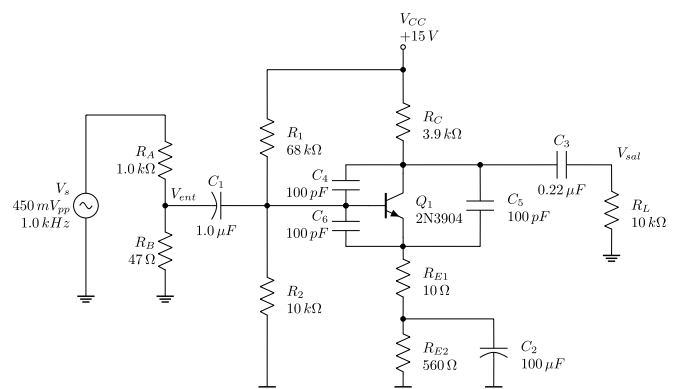 V_CC
+15 V
R_1
68 kΩ
R_C
3.9 kΩ
C_3
0.22 μF
V_sal
R_A
1.0 kΩ
V_s
450 mV_pp
1.0 kHz
V_ent
C_1
1.0 μF
C_4
100 pF
C_6
100 pF
Q_1
2N3904
C_5
100 pF
R_L
10 kΩ
R_B
47 Ω
R_2
10 kΩ
R_E1
10 Ω
R_E2
560 Ω
C_2
100 μF